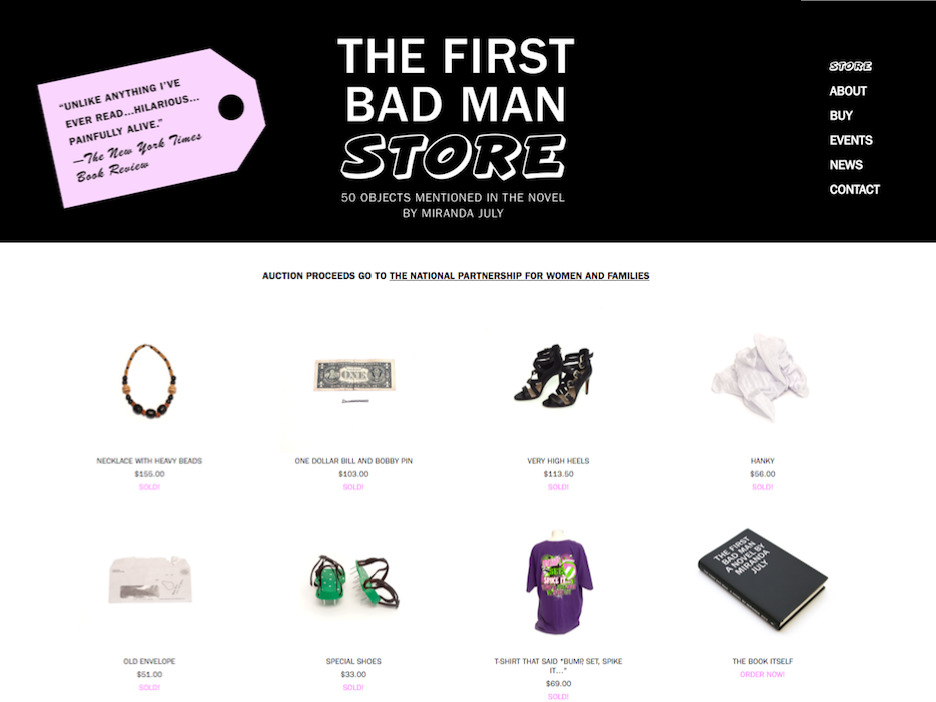 "UNLIKE ANYTHING I'VE
EVER READ...HILARIOUS...
PAINFULLY ALIVE."
—The New York Times
Book Review
THE FIRST
BAD MAN
STORE
50 OBJECTS MENTIONED IN THE NOVEL
BY MIRANDA JULY
STORE
ABOUT
BUY
EVENTS
NEWS
CONTACT
AUCTION PROCEEDS GO TO THE NATIONAL PARTNERSHIP FOR WOMEN AND FAMILIES
NECKLACE WITH HEAVY BEADS
$155.00
SOLD!
ONE
ONE DOLLAR BILL AND BOBBY PIN
$103.00
SOLD!
VERY HIGH HEELS
$113.50
SOLD!
HANKY
$56.00
SOLD!
OLD ENVELOPE
$51.00
SOLD!
SPECIAL SHOES
$33.00
SOLD!
SET,
SPIKE IT
T-SHIRT THAT SAID "BUMP, SET, SPIKE
IT..."
$69.00
SOLD!
THE FIRST
BAD MAN
A NOVEL BY
MIRANDA
JULY
THE BOOK ITSELF
ORDER NOW!